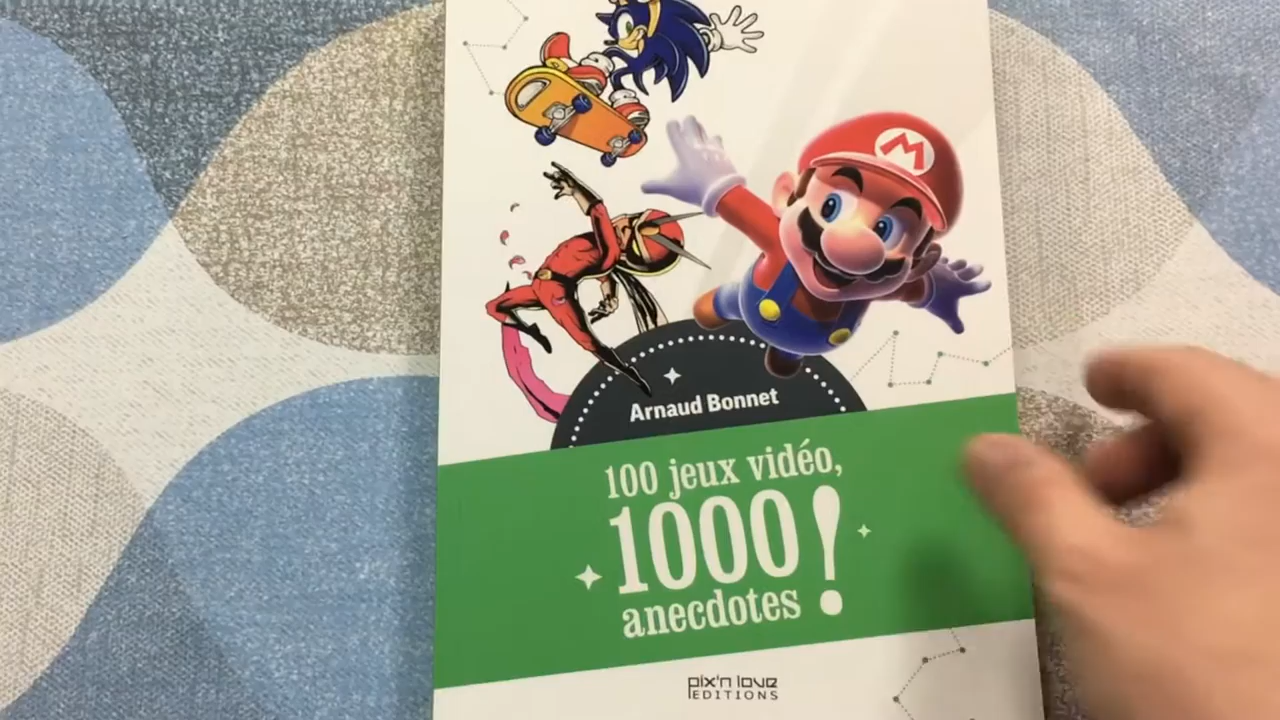 M
Arnaud Bonnet
100 jeux vidéo,
1000!
anecdotes
pix'n love
EDITIONS